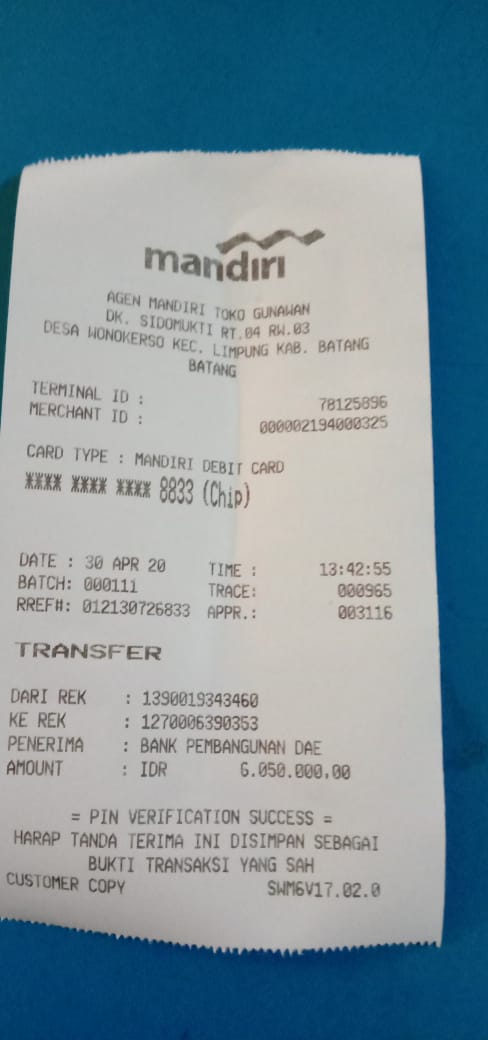 mandiri
AGEN MANDIRI TOKO GUNAWAN
DK. SIDOMUKTI RT.04 RW.03
DESA WONOKERSO KEC. LIMPUNG KAB. BATANG
BATANG
TERMINAL ID : 78125896
MERCHANT ID : 000002194000325
CARD TYPE : MANDIRI DEBIT CARD
**** **** **** 8833 (Chip)
DATE : 30 APR 20 TIME : 13:42:55
BATCH: 000111 TRACE: 000965
RREF#: 012130726833 APPR.: 003116
TRANSFER
DARI REK : 1390019343460
KE REK : 1270006390353
PENERIMA : BANK PEMBANGUNAN DAE
AMOUNT : IDR 6.050.000,00
= PIN VERIFICATION SUCCESS =
HARAP TANDA TERIMA INI DISIMPAN SEBAGAI
BUKTI TRANSAKSI YANG SAH
CUSTOMER COPY SWM6V17.02.0